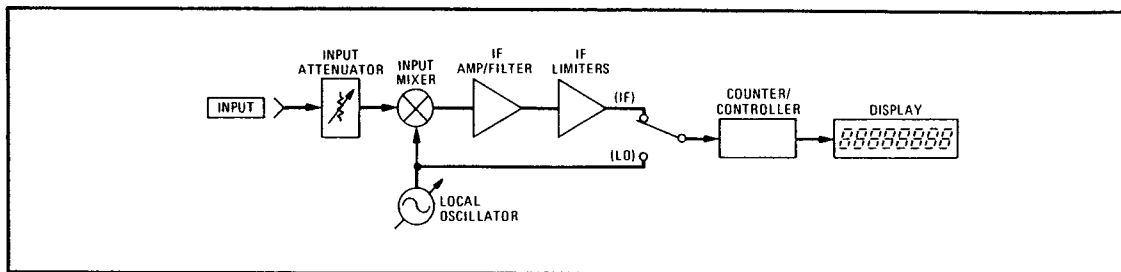 INPUT
INPUT
ATTENUATOR
INPUT
MIXER
IF
AMP/FILTER
IF
LIMITERS
(IF)
(LO)
LOCAL
OSCILLATOR
COUNTER/
CONTROLLER
DISPLAY
88888888